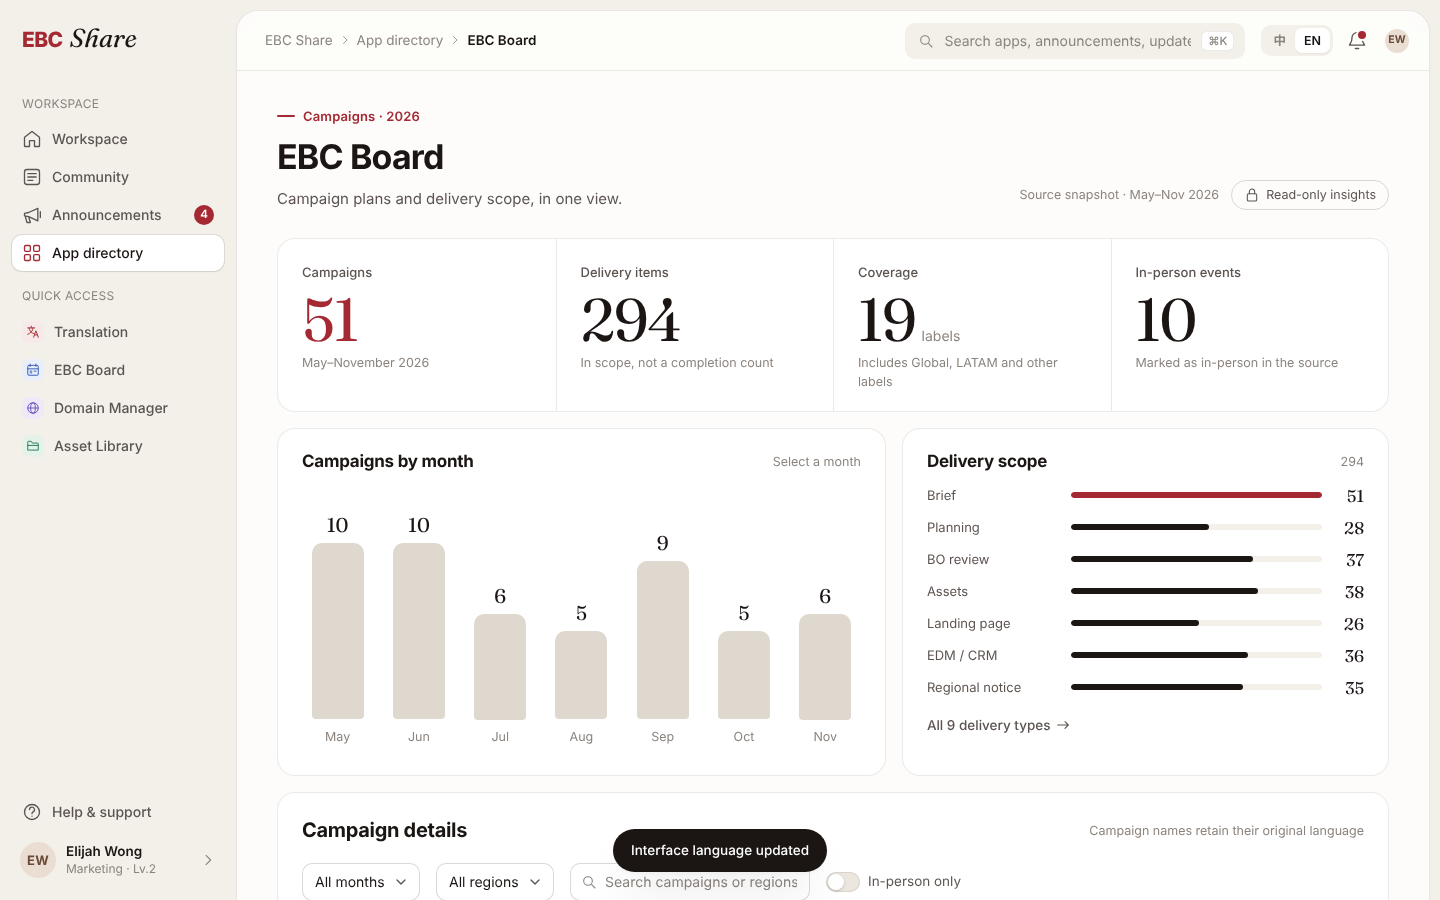 EBC Share
WORKSPACE
Workspace
Community
Announcements 4
App directory
QUICK ACCESS
Translation
EBC Board
Domain Manager
Asset Library
Help & support
EW
Elijah Wong
Marketing · Lv.2
EBC Share > App directory > EBC Board
Search apps, announcements, update
⌘K
中 EN
EW
Campaigns · 2026
EBC Board
Campaign plans and delivery scope, in one view.
Source snapshot · May–Nov 2026
Read-only insights
Campaigns
51
May–November 2026
Delivery items
294
In scope, not a completion count
Coverage
19 labels
Includes Global, LATAM and other
labels
In-person events
10
Marked as in-person in the source
Campaigns by month
Select a month
10 10 6 5 9 5 6
May Jun Jul Aug Sep Oct Nov
Delivery scope 294
Brief 51
Planning 28
BO review 37
Assets 38
Landing page 26
EDM / CRM 36
Regional notice 35
All 9 delivery types →
Campaign details
Campaign names retain their original language
Interface language updated
All months
All regions
Search campaigns or regions
In-person only